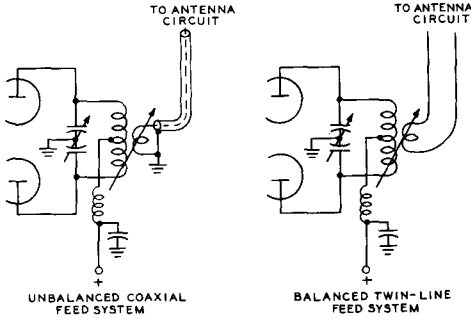 TO ANTENNA
CIRCUIT
TO ANTENNA
CIRCUIT
+
+
UNBALANCED COAXIAL
FEED SYSTEM
BALANCED TWIN-LINE
FEED SYSTEM